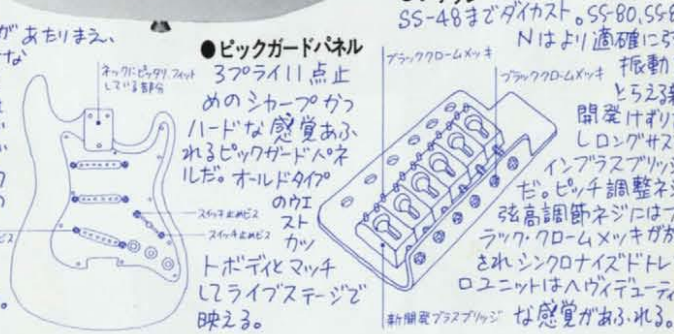 が あたりまえ、
な
ネックにピッタリ、フィット
している部分
スイッチ止めビス
スイッチ止めビス
ビス
●ピックガードパネル
3プライ11点止
めのシャープかつ
ハードな感覚あふ
れるピックガードパネ
ルだ。オールドタイプ
のウエ
スト
カッ
トボディとマッチ
してライブステージで
映える。
ブラッククロームメッキ
ブラッククロームメッキ
新開発ブラスブリッジ
SS-48までダイカスト。SS-80,SS-
Nはより適確に
振動
とらえ
開発けずり
しロングサス
インブラスブリッジ
だ。ピッチ調整ネジ
弦高調節ネジにはブ
ラック・クロームメッキが
されシンクロナイズドトレ
ロユニットはヘヴィデューティ
な感覚があふれる。